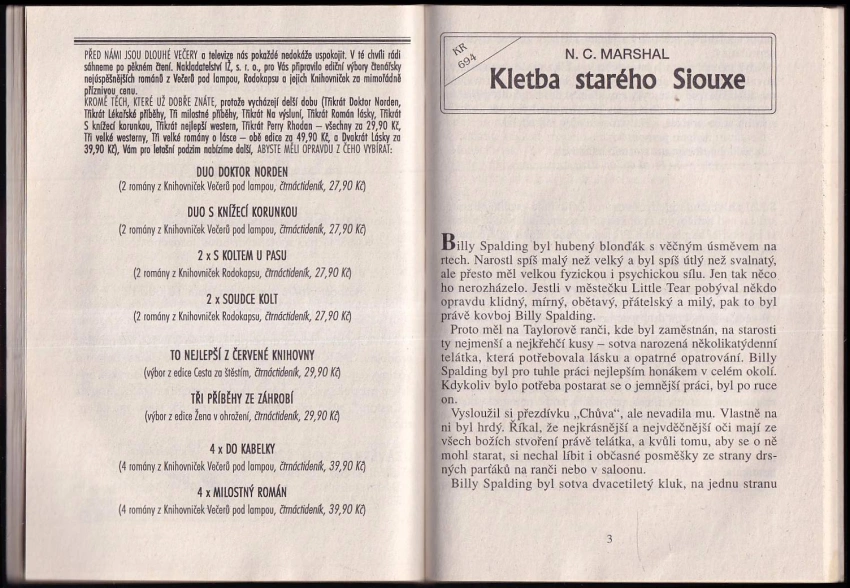 PŘED NÁMI JSOU DLOUHÉ VEČERY a televize nás pokaždé nedokáže uspokojit. V té chvíli rádi
sáhneme po pěkném čtení. Nakladatelství IŽ, s. r. o., pro Vás připravilo ediční výbory čtenářsky
nejúspěšnějších románů z Večerů pod lampou, Rodokapsu a jejich Knihovniček za mimořádně
příznivou cenu.
KROMĚ TĚCH, KTERÉ UŽ DOBŘE ZNÁTE, protože vycházejí delší dobu (Třikrát Doktor Norden,
Třikrát Lékařské příběhy, Tři milostné příběhy, Třikrát Na výsluní, Třikrát Román lásky, Třikrát
S knížecí korunkou, Třikrát nejlepší western, Třikrát Perry Rhodan – všechny za 29,90 Kč,
Tři velké westerny, Tři velké romány o lásce – obě edice za 49,90 Kč, a Dvakrát Lásky za
39,90 Kč), Vám pro letošní podzim nabízíme další, ABYSTE MĚLI OPRAVDU Z ČEHO VYBÍRAT:
DUO DOKTOR NORDEN
(2 romány z Knihovniček Večerů pod lampou, čtrnáctideník, 27,90 Kč)
DUO S KNÍŽECÍ KORUNKOU
(2 romány z Knihovniček Večerů pod lampou, čtrnáctideník, 27,90 Kč)
2 x S KOLTEM U PASU
(2 romány z Knihovniček Rodokapsu, čtrnáctideník, 27,90 Kč)
2 x SOUDCE KOLT
(2 romány z Knihovniček Rodokapsu, čtrnáctideník, 27,90 Kč)
TO NEJLEPŠÍ Z ČERVENÉ KNIHOVNY
(výbor z edice Cesta za štěstím, čtrnáctideník, 29,90 Kč)
TŘI PŘÍBĚHY ZE ZÁHROBÍ
(výbor z edice Žena v ohrožení, čtrnáctideník, 29,90 Kč)
4 x DO KABELKY
(4 romány z Knihovniček Večerů pod lampou, čtrnáctideník, 39,90 Kč)
4 x MILOSTNÝ ROMÁN
(4 romány z Knihovniček Večerů pod lampou, čtrnáctideník, 39,90 Kč)
KR
694
N. C. MARSHAL
Kletba starého Siouxe
Billy Spalding byl hubený blonďák s věčným úsměvem na
rtech. Narostl spíš malý než velký a byl spíš útlý než svalnatý,
ale přesto měl velkou fyzickou i psychickou sílu. Jen tak něco
ho nerozházelo. Jestli v městečku Little Tear pobýval někdo
opravdu klidný, mírný, obětavý, přátelský a milý, pak to byl
právě kovboj Billy Spalding.
Proto měl na Taylorově ranči, kde byl zaměstnán, na starosti
ty nejmenší a nejkřehčí kusy – sotva narozená několikatýdenní
telátka, která potřebovala lásku a opatrné opatrování. Billy
Spalding byl pro tuhle práci nejlepším honákem v celém okolí.
Kdykoliv bylo potřeba postarat se o jemnější práci, byl po ruce
on.
Vysloužil si přezdívku „Chůva“, ale nevadila mu. Vlastně na
ni byl hrdý. Říkal, že nejkrásnější a nejvděčnější oči mají ze
všech božích stvoření právě telátka, a kvůli tomu, aby se o ně
mohl starat, si nechal líbit i občasné posměšky ze strany drs-
ných parťáků na ranči nebo v saloonu.
Billy Spalding byl sotva dvacetiletý kluk, na jednu stranu
3